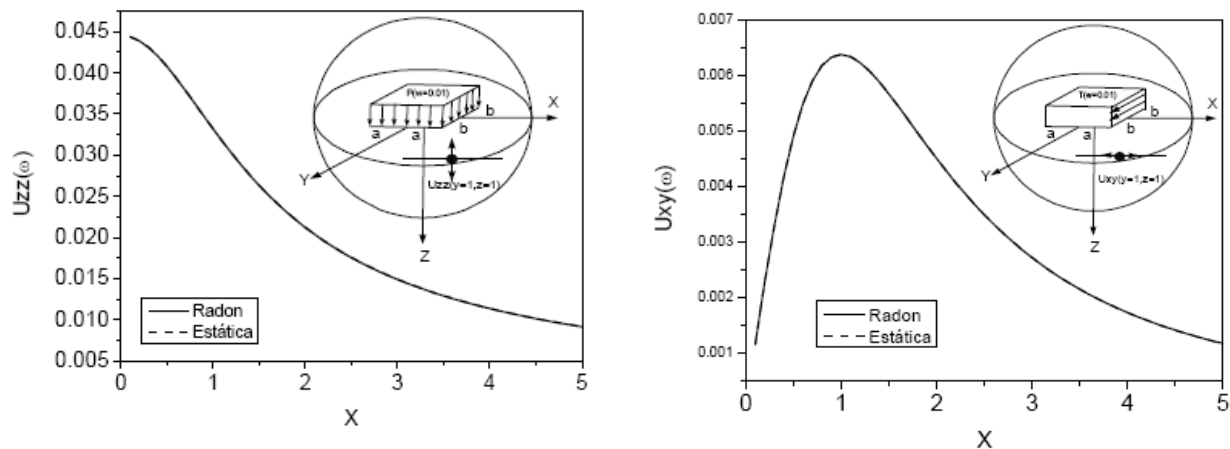 0.045
0.040
0.035
0.030
0.025
0.020
0.015
0.010
0.005
Uzz(ω)
0 1 2 3 4 5
X
Radon
Estática
P(w=0.01)
a a b b
X
Y
Z
Uzz(y=1,z=1)
0.007
0.006
0.005
0.004
0.003
0.002
0.001
Uxy(ω)
0 1 2 3 4 5
X
Radon
Estática
T(w=0.01)
a a b b
X
Y
Z
Uxy(y=1,z=1)